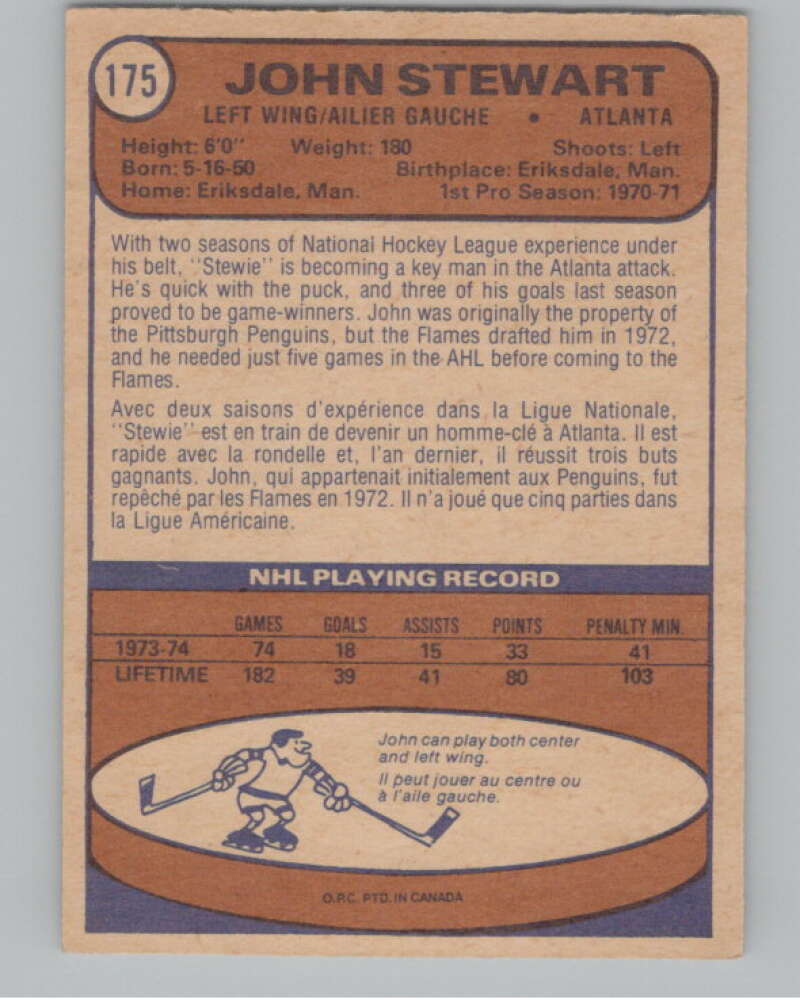 175
JOHN STEWART
LEFT WING/AILIER GAUCHE • ATLANTA
Height: 6'0'' Weight: 180 Shoots: Left
Born: 5-16-50 Birthplace: Eriksdale, Man.
Home: Eriksdale, Man. 1st Pro Season: 1970-71
With two seasons of National Hockey League experience under
his belt, "Stewie" is becoming a key man in the Atlanta attack.
He's quick with the puck, and three of his goals last season
proved to be game-winners. John was originally the property of
the Pittsburgh Penguins, but the Flames drafted him in 1972,
and he needed just five games in the AHL before coming to the
Flames.
Avec deux saisons d'expérience dans la Ligue Nationale,
"Stewie" est en train de devenir un homme-clé à Atlanta. Il est
rapide avec la rondelle et, l'an dernier, il réussit trois buts
gagnants. John, qui appartenait initialement aux Penguins, fut
repêché par les Flames en 1972. Il n'a joué que cinq parties dans
la Ligue Américaine.
NHL PLAYING RECORD
GAMES GOALS ASSISTS POINTS PENALTY MIN.
1973-74 74 18 15 33 41
LIFETIME 182 39 41 80 103
John can play both center
and left wing.
Il peut jouer au centre ou
à l'aile gauche.
O.P.C. PTD. IN CANADA